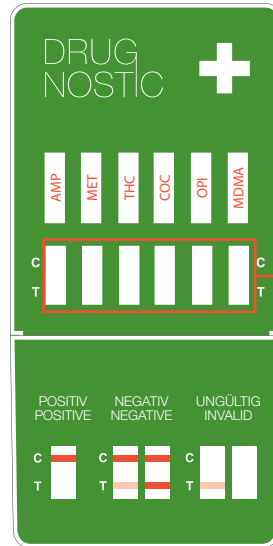 DRUG
NOSTIC
AMP MET THC COC OPI MDMA
C C
T T
POSITIV NEGATIV UNGÜLTIG
POSITIVE NEGATIVE INVALID
C C C
T T T